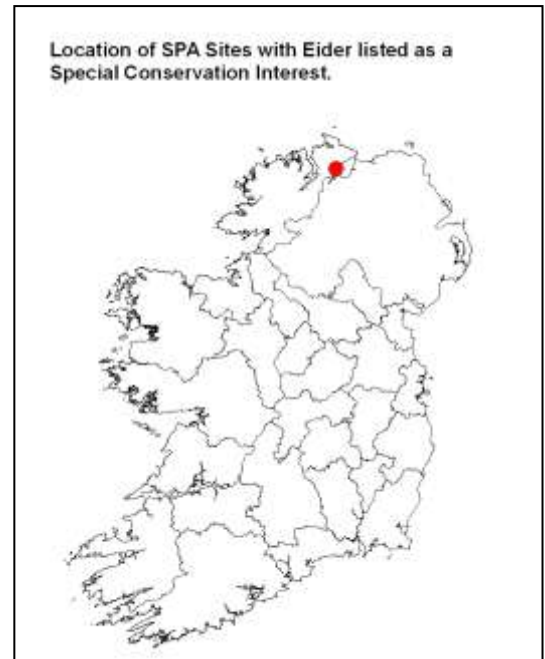 Location of SPA Sites with Eider listed as a
Special Conservation Interest.